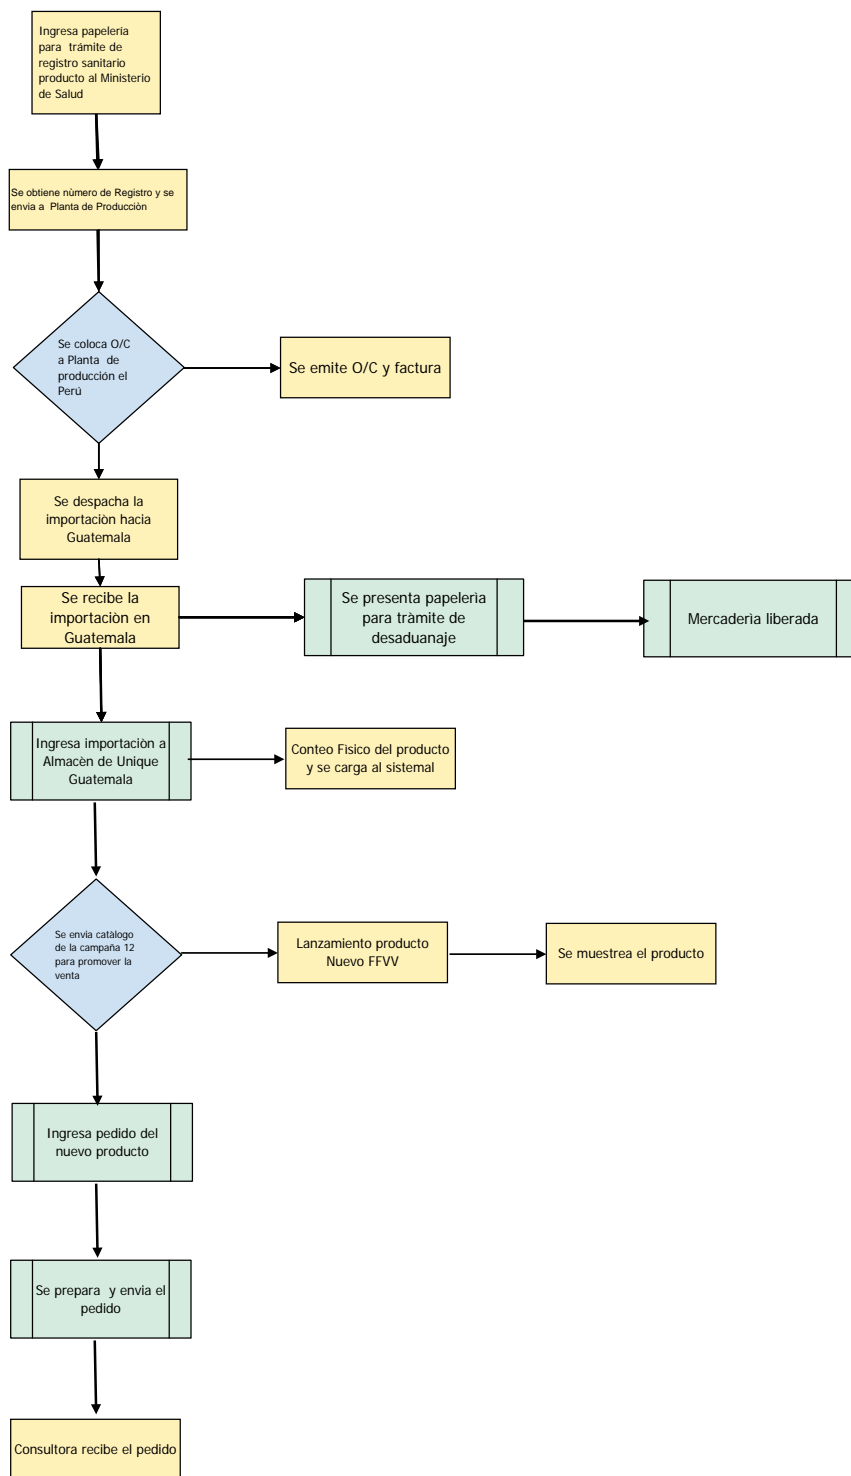 Ingresa papelería
para trámite de
registro sanitario
producto al Ministerio
de Salud
Se obtiene nùmero de Registro y se
envia a Planta de Producciòn
Se coloca O/C
a Planta de
producción el
Perú
Se emite O/C y factura
Se despacha la
importaciòn hacia
Guatemala
Se recibe la
importaciòn en
Guatemala
Se presenta papelerìa
para tràmite de
desaduanaje
Mercaderìa liberada
Ingresa importaciòn a
Almacèn de Unique
Guatemala
Conteo Fìsico del producto
y se carga al sistemal
Se envia catàlogo
de la campaña 12
para promover la
venta
Lanzamiento producto
Nuevo FFVV
Se muestrea el producto
Ingresa pedido del
nuevo producto
Se prepara y envia el
pedido
Consultora recibe el pedido